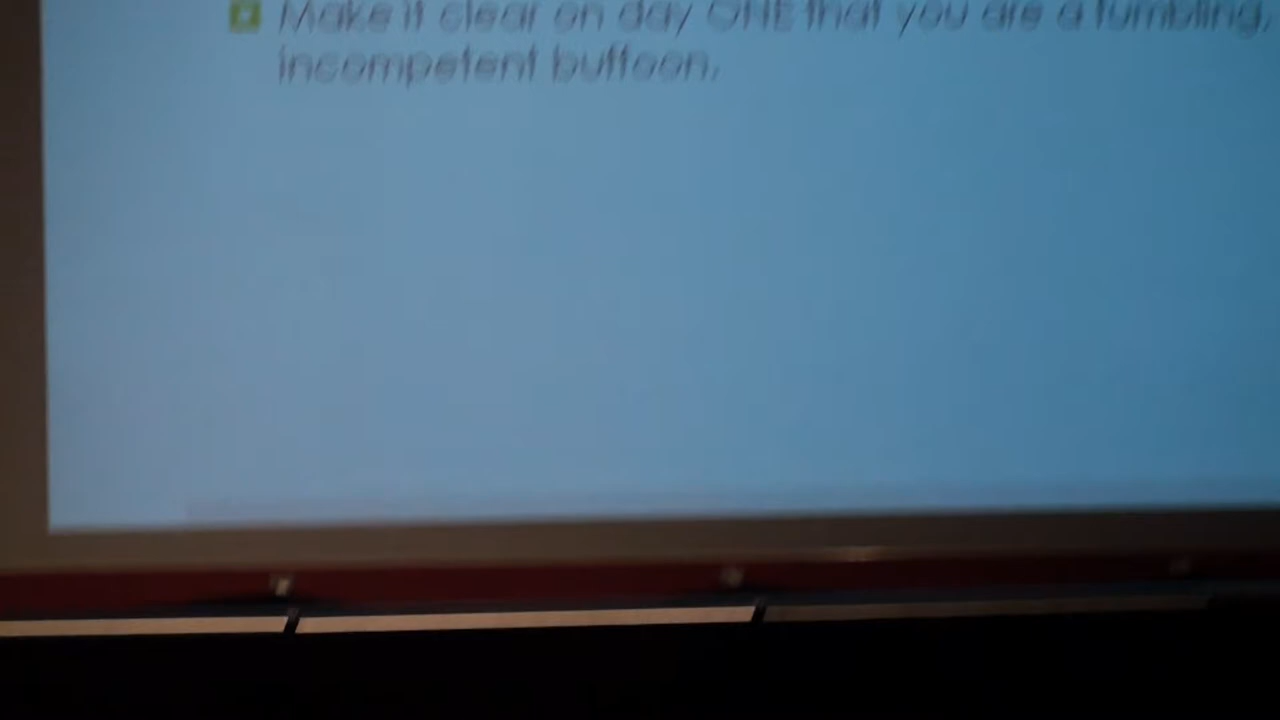 Make it clear on day ONE that you are a fumbling,
incompetent buffoon.